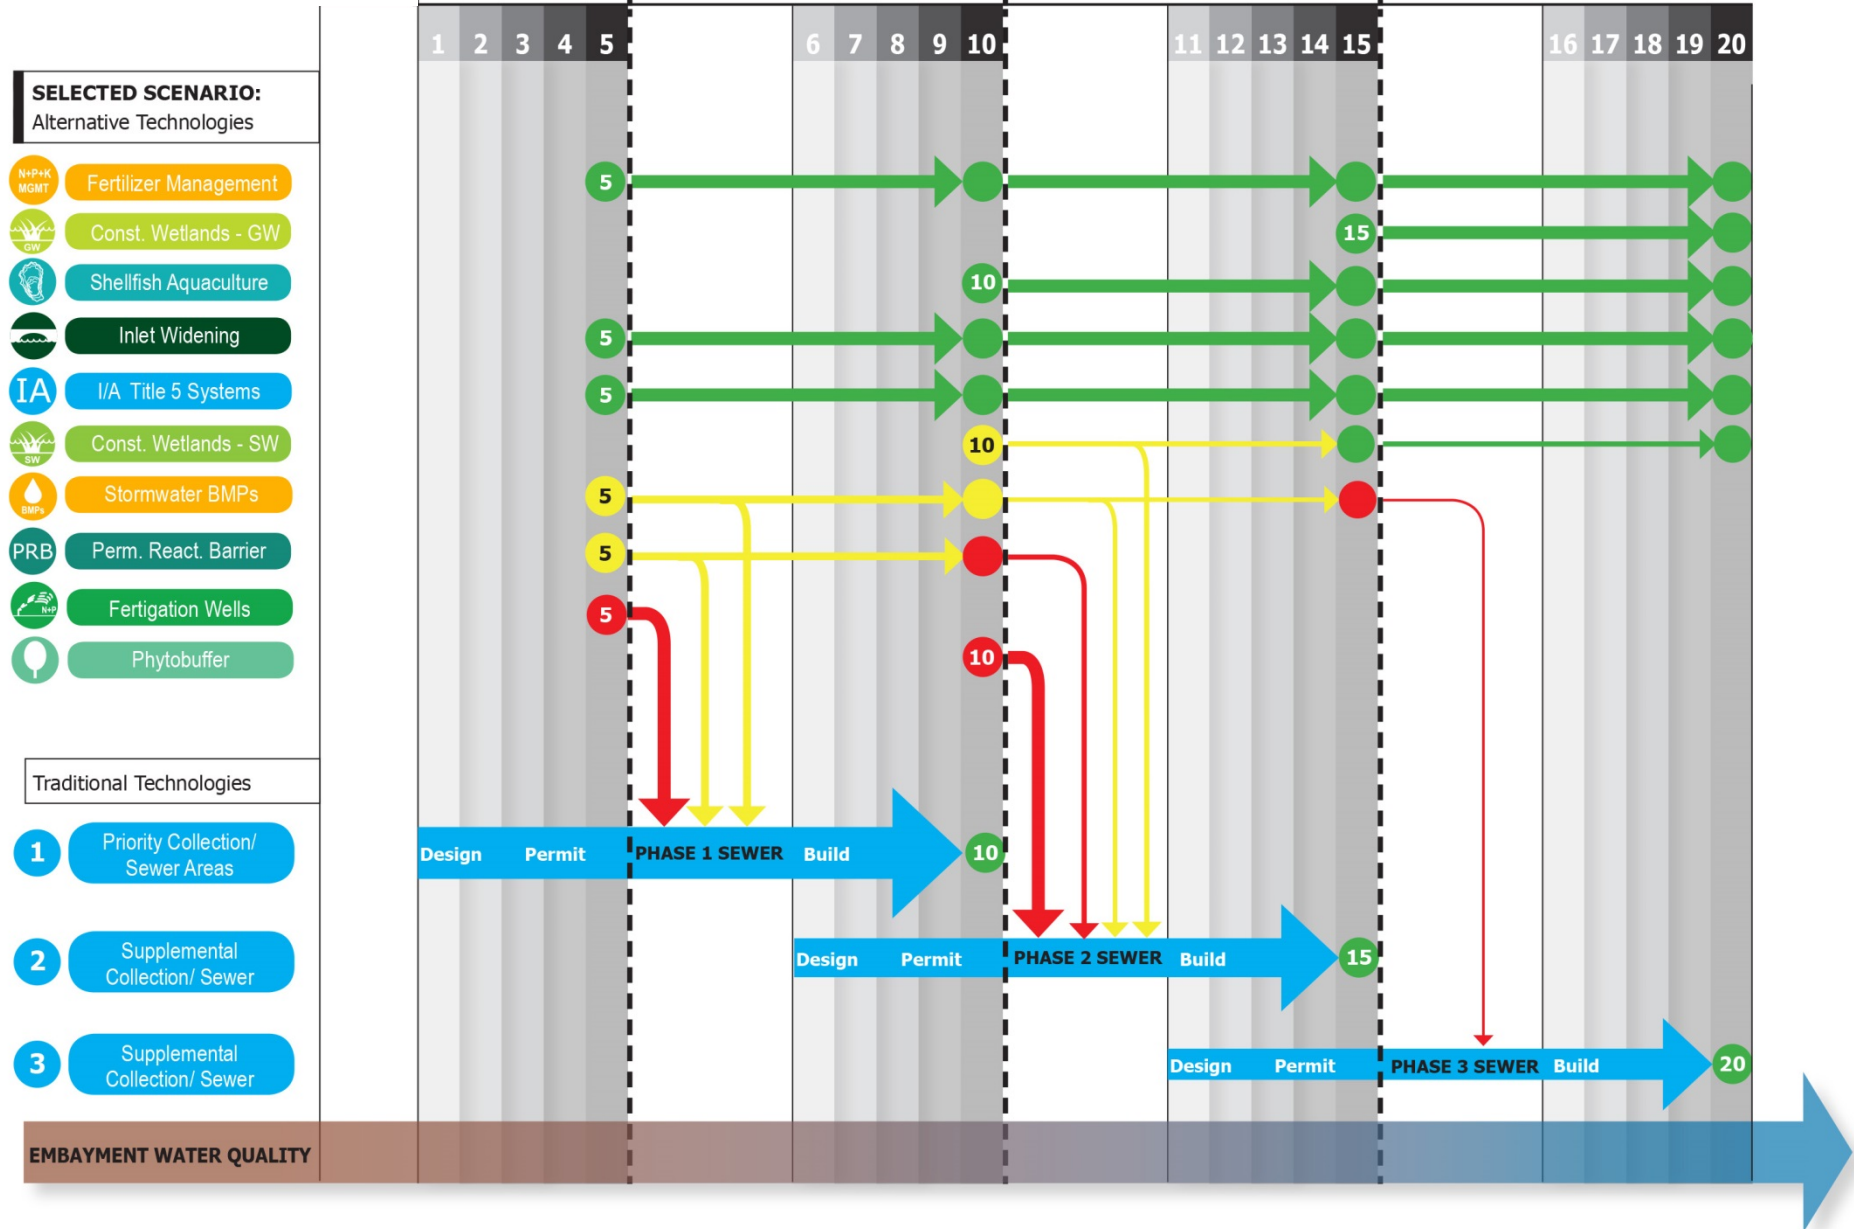 1 2 3 4 5 6 7 8 9 10 11 12 13 14 15 16 17 18 19 20
SELECTED SCENARIO:
Alternative Technologies
N+P+K
MGMT
Fertilizer Management
5
GW
Const. Wetlands - GW
15
Shellfish Aquaculture
10
Inlet Widening
5
IA
I/A Title 5 Systems
5
SW
Const. Wetlands - SW
10
BMPs
Stormwater BMPs
5
PRB
Perm. React. Barrier
5
N+P
Fertigation Wells
5
Phytobuffer
10
Traditional Technologies
1
Priority Collection/
Sewer Areas
Design Permit PHASE 1 SEWER Build 10
2
Supplemental
Collection/ Sewer
Design Permit PHASE 2 SEWER Build 15
3
Supplemental
Collection/ Sewer
Design Permit PHASE 3 SEWER Build 20
EMBAYMENT WATER QUALITY